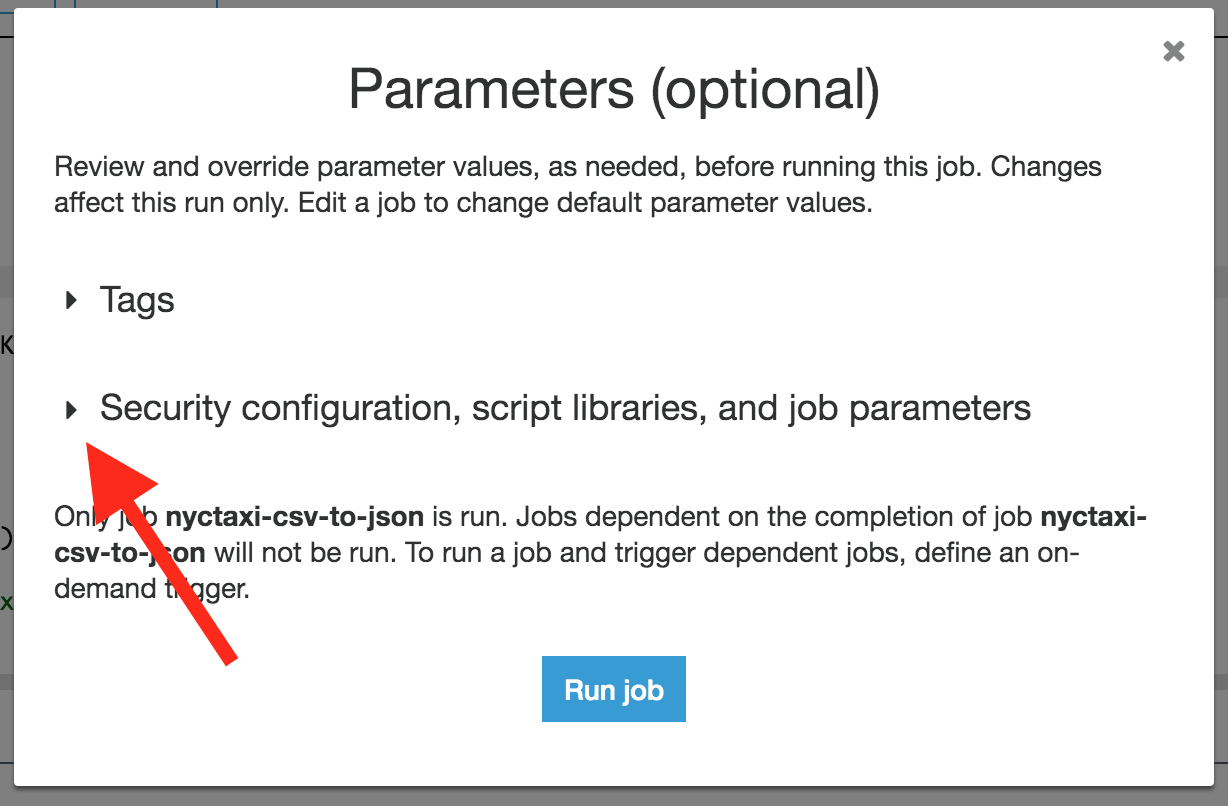 Parameters (optional)
Review and override parameter values, as needed, before running this job. Changes
affect this run only. Edit a job to change default parameter values.
Tags
K
Security configuration, script libraries, and job parameters
Only job nyctaxi-csv-to-json is run. Jobs dependent on the completion of job nyctaxi-
csv-to-json will not be run. To run a job and trigger dependent jobs, define an on-
demand trigger.
x
Run job